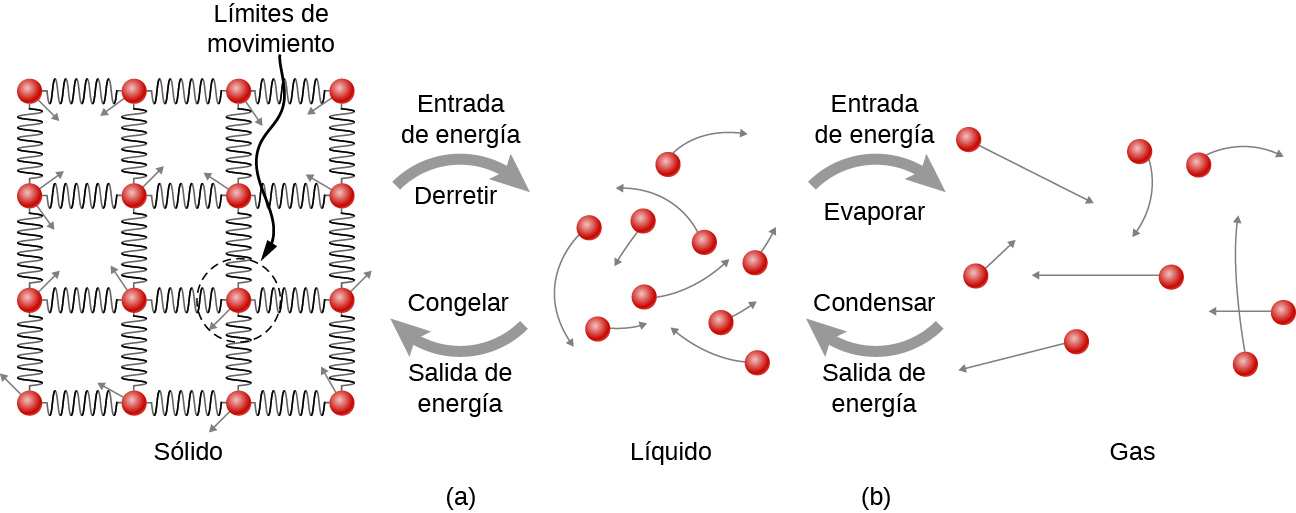 Límites de
movimiento
Entrada
de energía
Derretir
Congelar
Salida de
energía
Entrada
de energía
Evaporar
Condensar
Salida de
energía
Sólido
Líquido
Gas
(a)
(b)